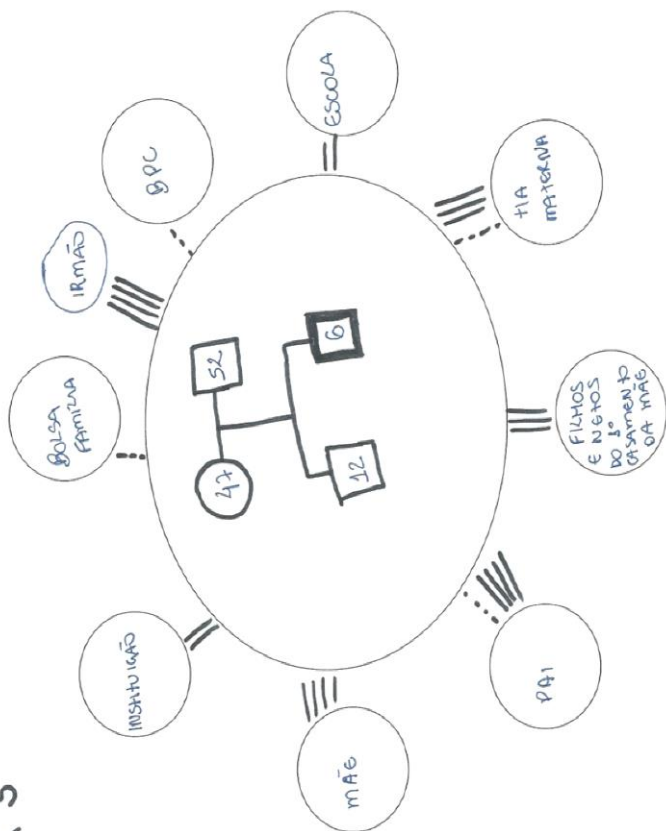 BPC
ESCOLA
IRMÃO
TIA
MATERNA
BOLSA
FAMÍLIA
52
6
47
12
FILHOS
E NETOS
DO 1º
CASAMENTO
DA MÃE
INSTITUIÇÃO
MÃE
PAI